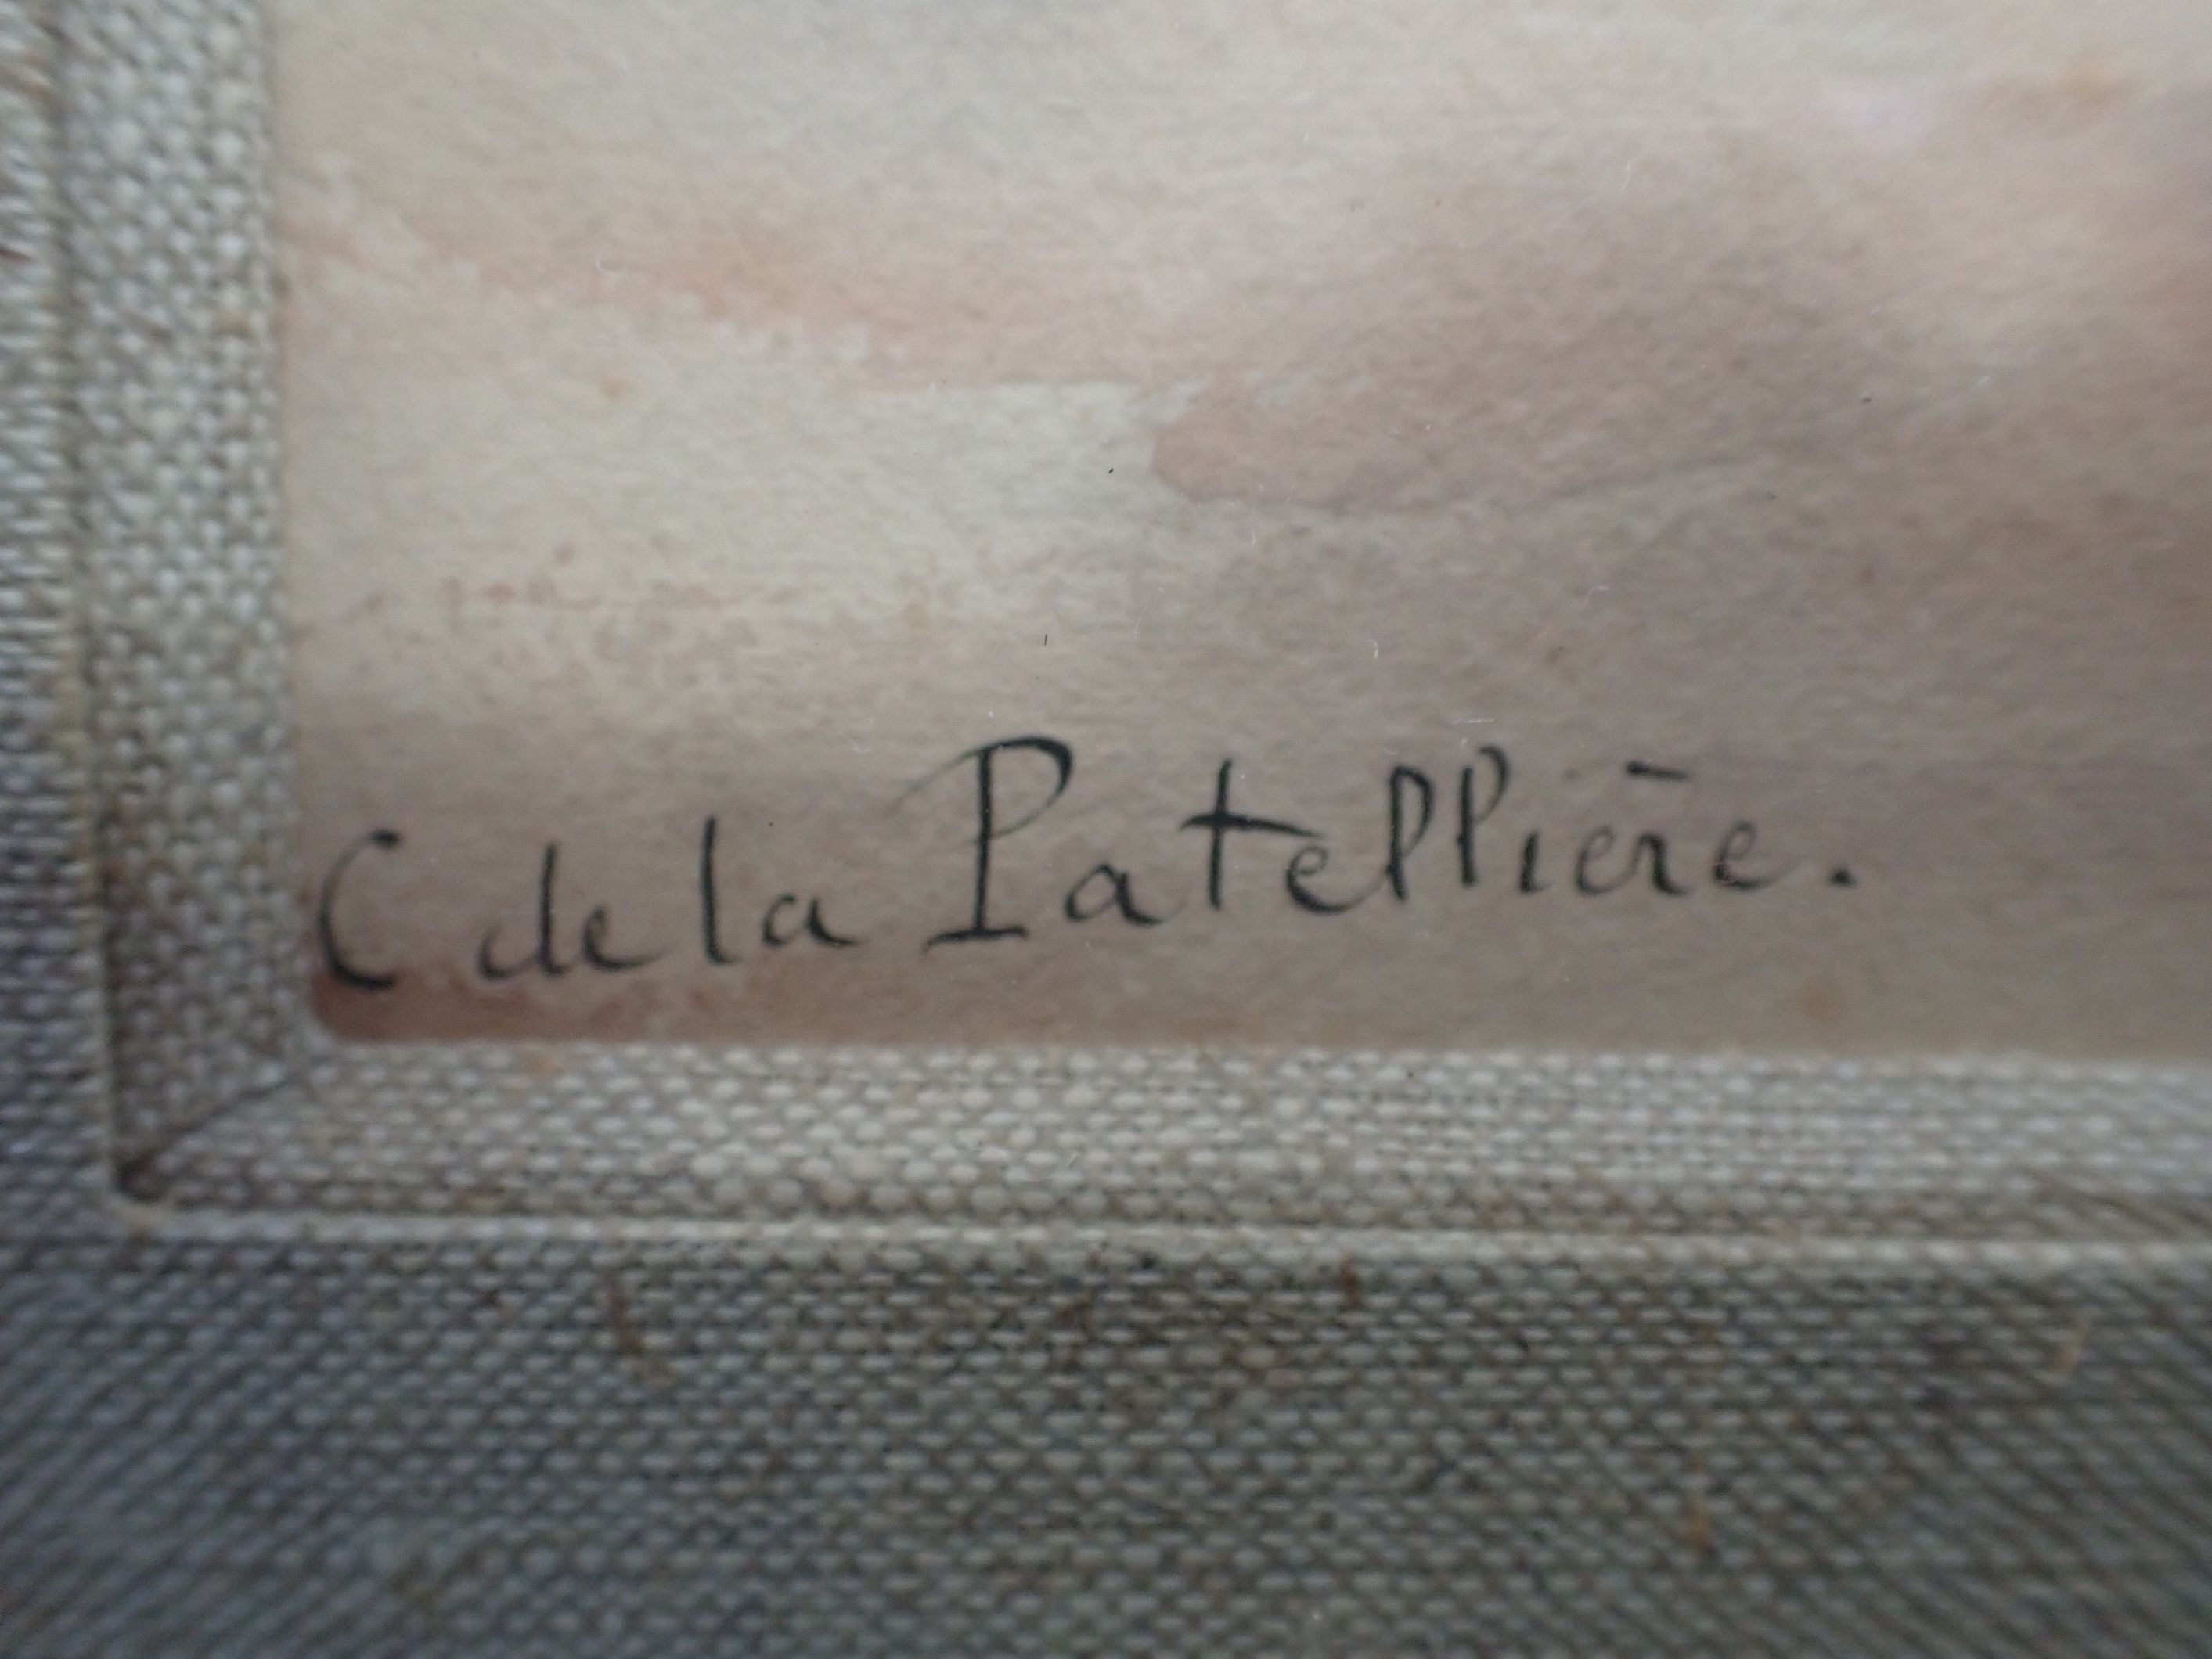 C de la Patellière.